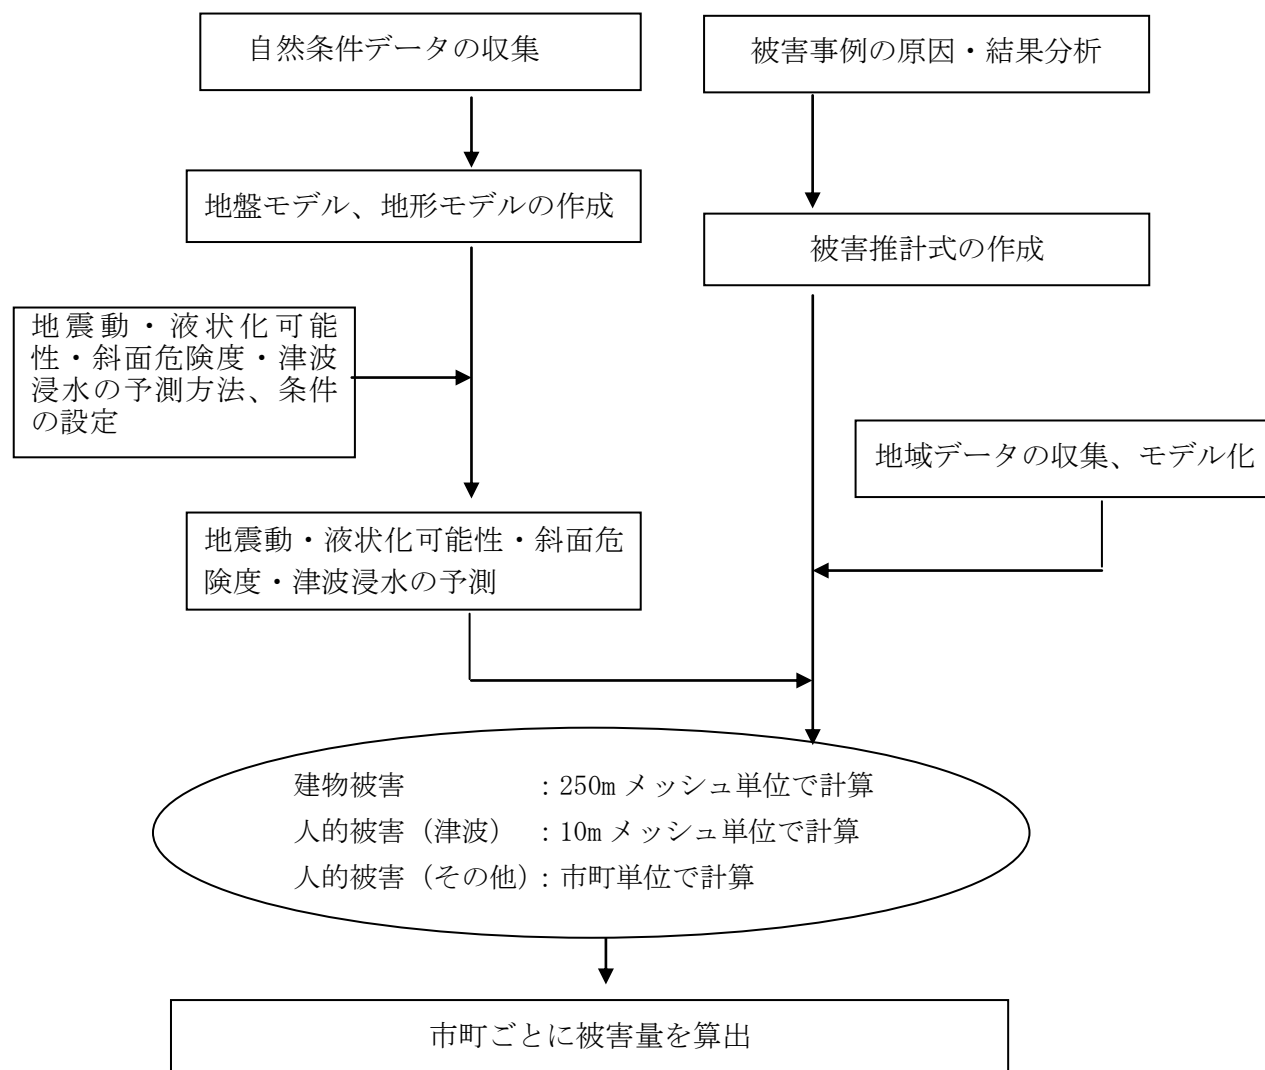 自然条件データの収集
被害事例の原因・結果分析
地盤モデル、地形モデルの作成
被害推計式の作成
地震動・液状化可能
性・斜面危険度・津波
浸水の予測方法、条件
の設定
地域データの収集、モデル化
地震動・液状化可能性・斜面危
険度・津波浸水の予測
建物被害　　　　：250m メッシュ単位で計算
人的被害（津波）　：10m メッシュ単位で計算
人的被害（その他）：市町単位で計算
市町ごとに被害量を算出